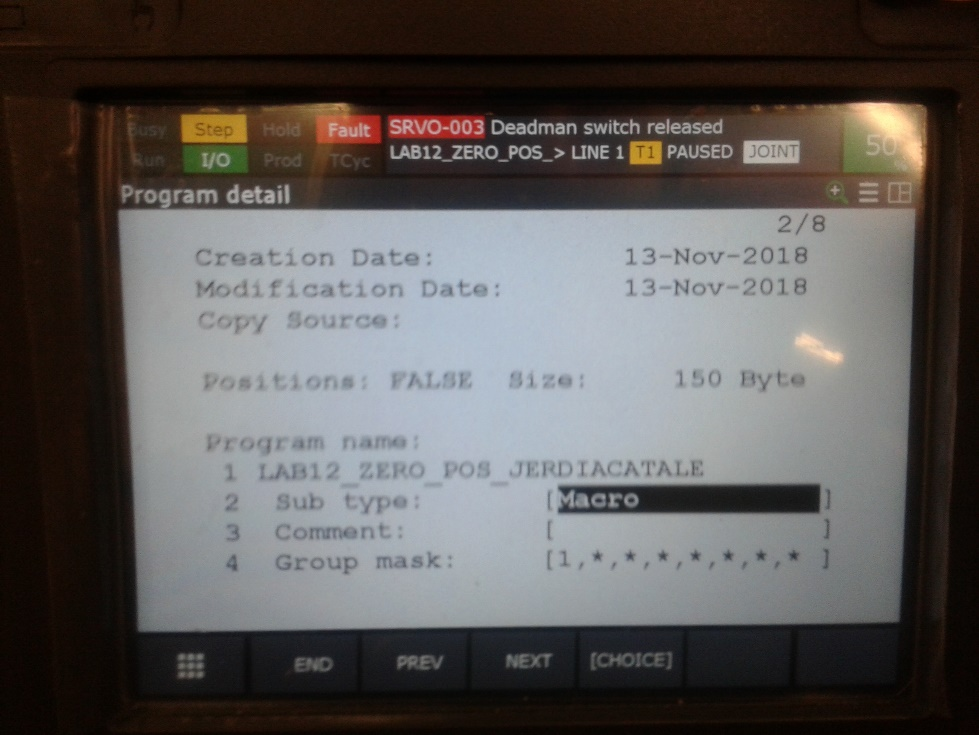 Busy Step Hold Fault SRVO-003 Deadman switch released
Run I/O Prod TCyc LAB12_ZERO_POS_> LINE 1 T1 PAUSED JOINT 50
Program detail
2/8
Creation Date: 13-Nov-2018
Modification Date: 13-Nov-2018
Copy Source:
Positions: FALSE Size: 150 Byte
Program name:
1 LAB12_ZERO_POS_JERDIACATALE
2 Sub type: [Macro ]
3 Comment: [ ]
4 Group mask: [1,*,*,*,*,*,*,* ]
END PREV NEXT [CHOICE]